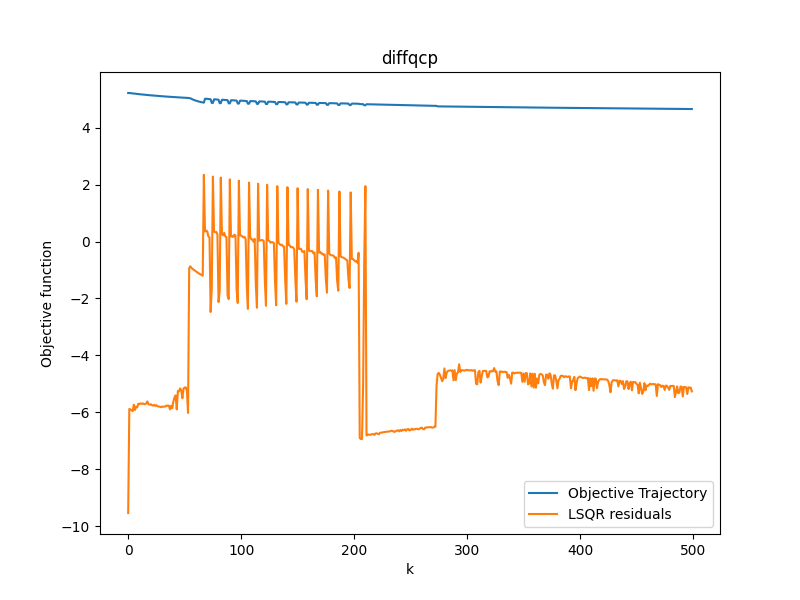 diffqcp
Objective function
4
2
0
−2
−4
−6
−8
−10
0
100
200
300
400
500
k
Objective Trajectory
LSQR residuals